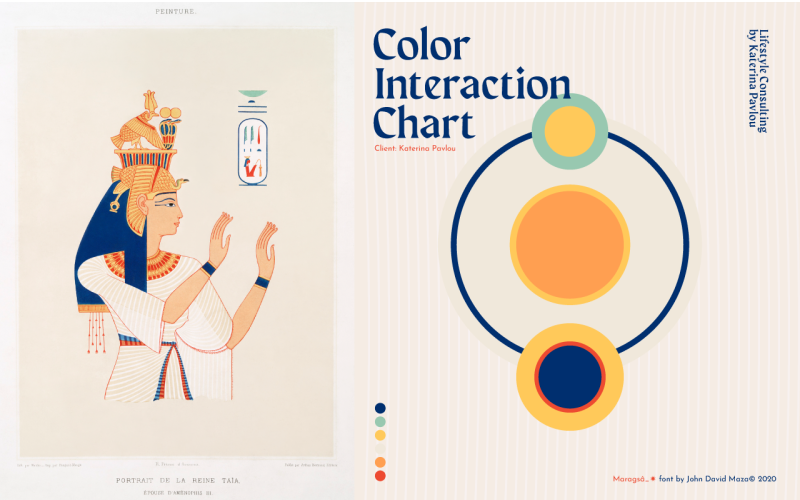 PEINTURE.
PORTRAIT DE LA REINE TAÏA.
Color
Interaction
Chart
Client: Katerina Pavlou
Lifestyle Consulting
by Katerina Pavlou
Maragsâ... font by John David Maza© 2020